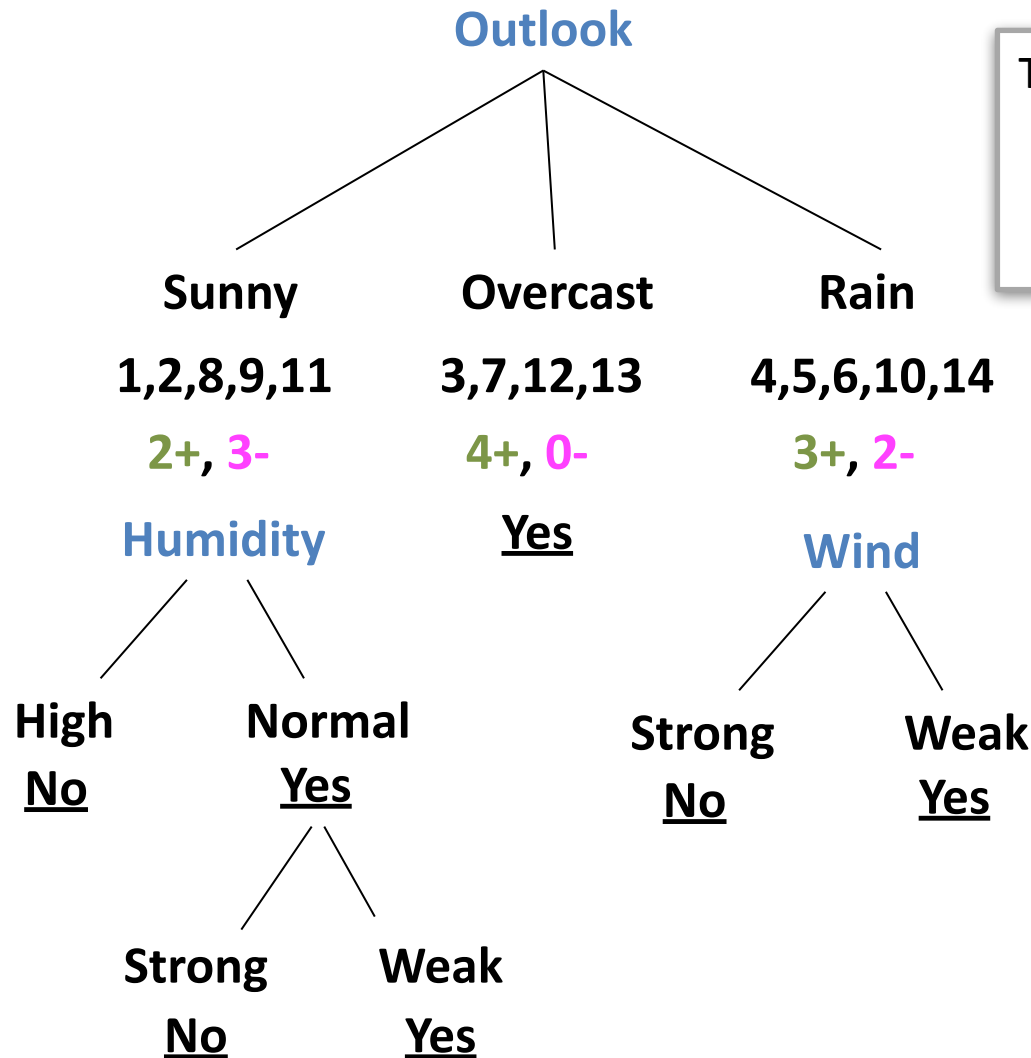 Outlook
T
Sunny Overcast Rain
1,2,8,9,11 3,7,12,13 4,5,6,10,14
2+, 3- 4+, 0- 3+, 2-
Humidity Yes Wind
High Normal Strong Weak
No Yes No Yes
Strong Weak
No Yes